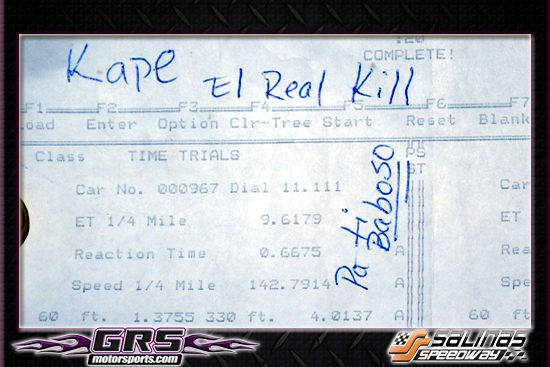 TE0
COMPLETE!
Kape El Real Kill
F1 F2 F3 F4 F5 F6 F7
oad Enter Option Clr-Tree Start Reset Blank
Class TIME TRIALS PS
ST
Car No. 000967 Dial 11.111 Car
ET 1/4 Mile 9.6179 ET
Reaction Time 0.6675 A Rea
Speed 1/4 Mile 142.7914 A Spe
60 ft. 1.3755 330 ft. 4.0137 A 60 ft
Pa ti
Baboso
GRS
motorsports.com
SALINAS
SPEEDWAY